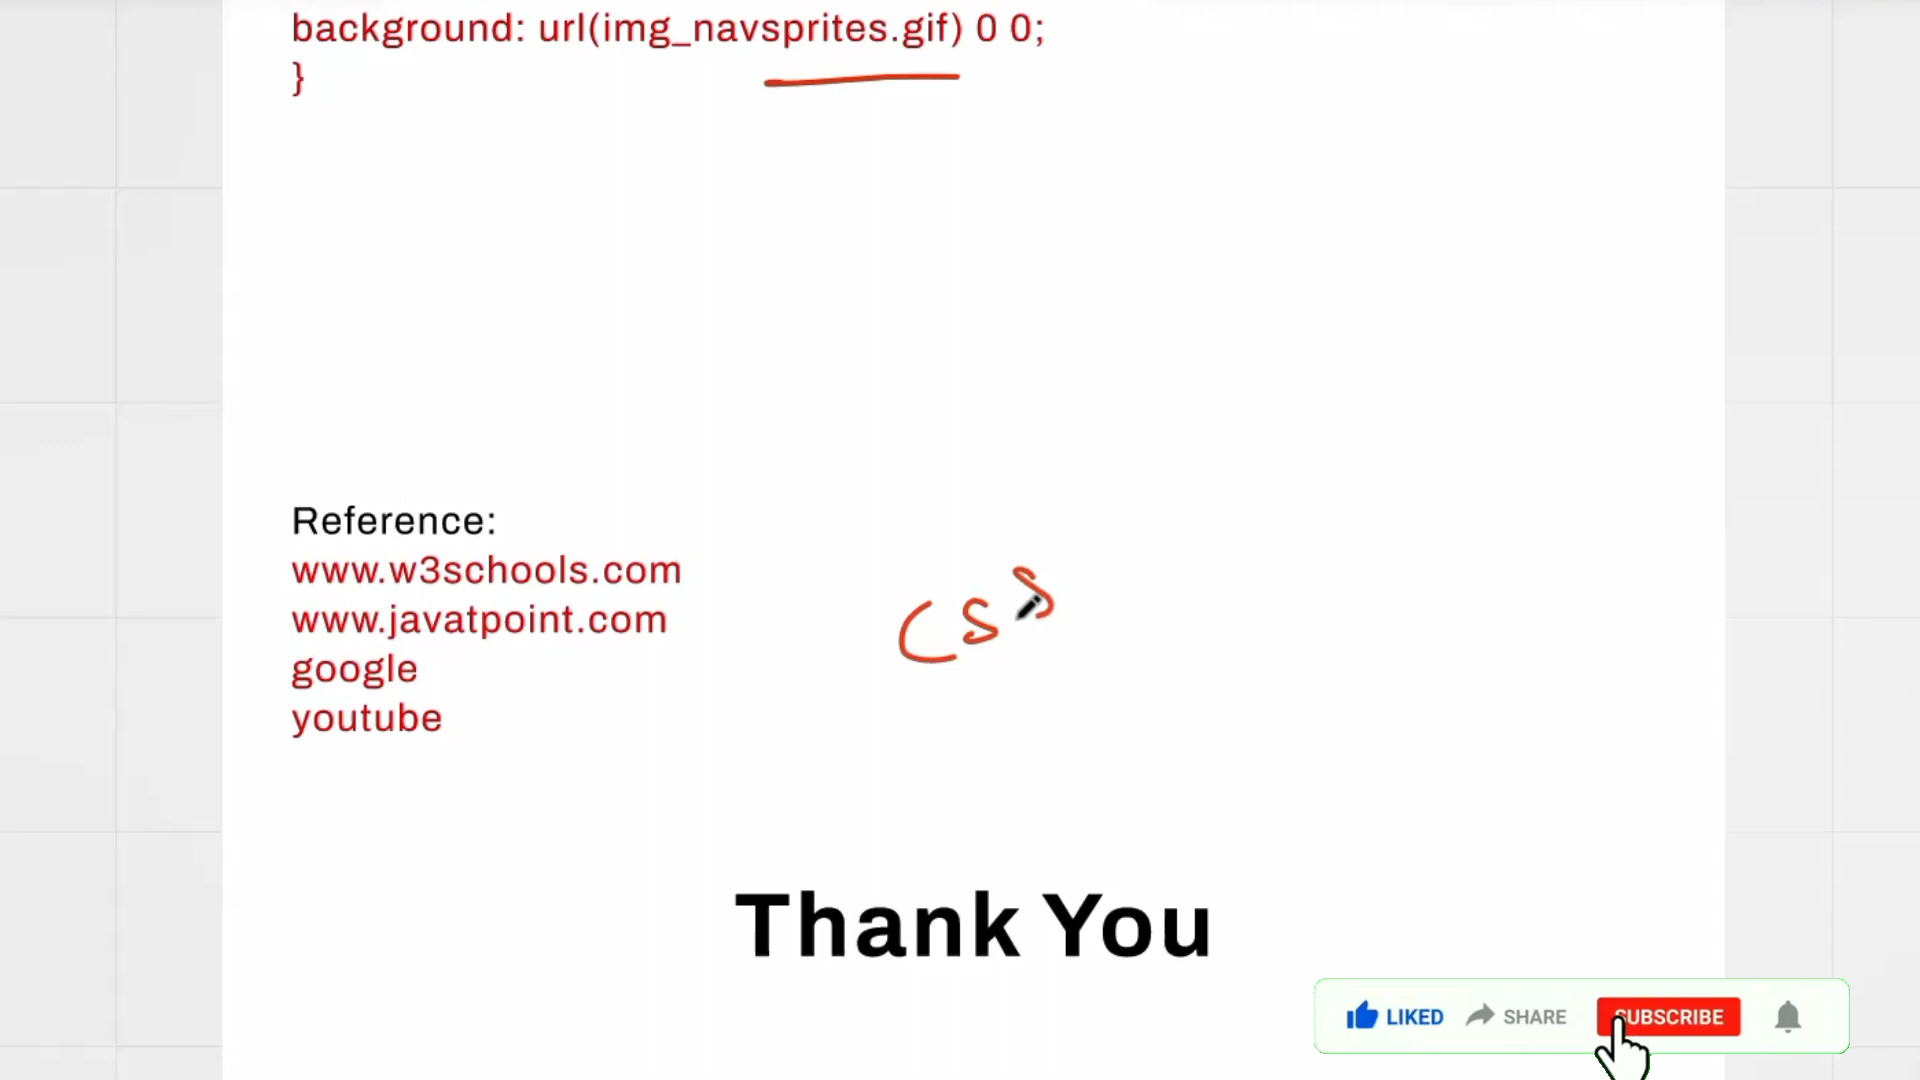 background: url(img_navsprites.gif) 0 0;
}
Reference:
www.w3schools.com
www.javatpoint.com
google
youtube
css
Thank You
LIKED SHARE SUBSCRIBE